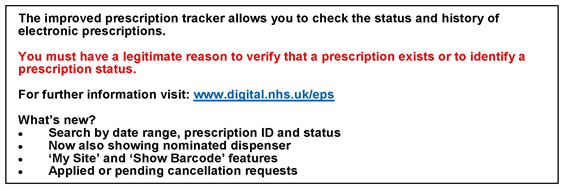 The improved prescription tracker allows you to check the status and history of
electronic prescriptions.
You must have a legitimate reason to verify that a prescription exists or to identify a
prescription status.
For further information visit: www.digital.nhs.uk/eps
What's new?
• Search by date range, prescription ID and status
• Now also showing nominated dispenser
• ‘My Site’ and ‘Show Barcode’ features
• Applied or pending cancellation requests